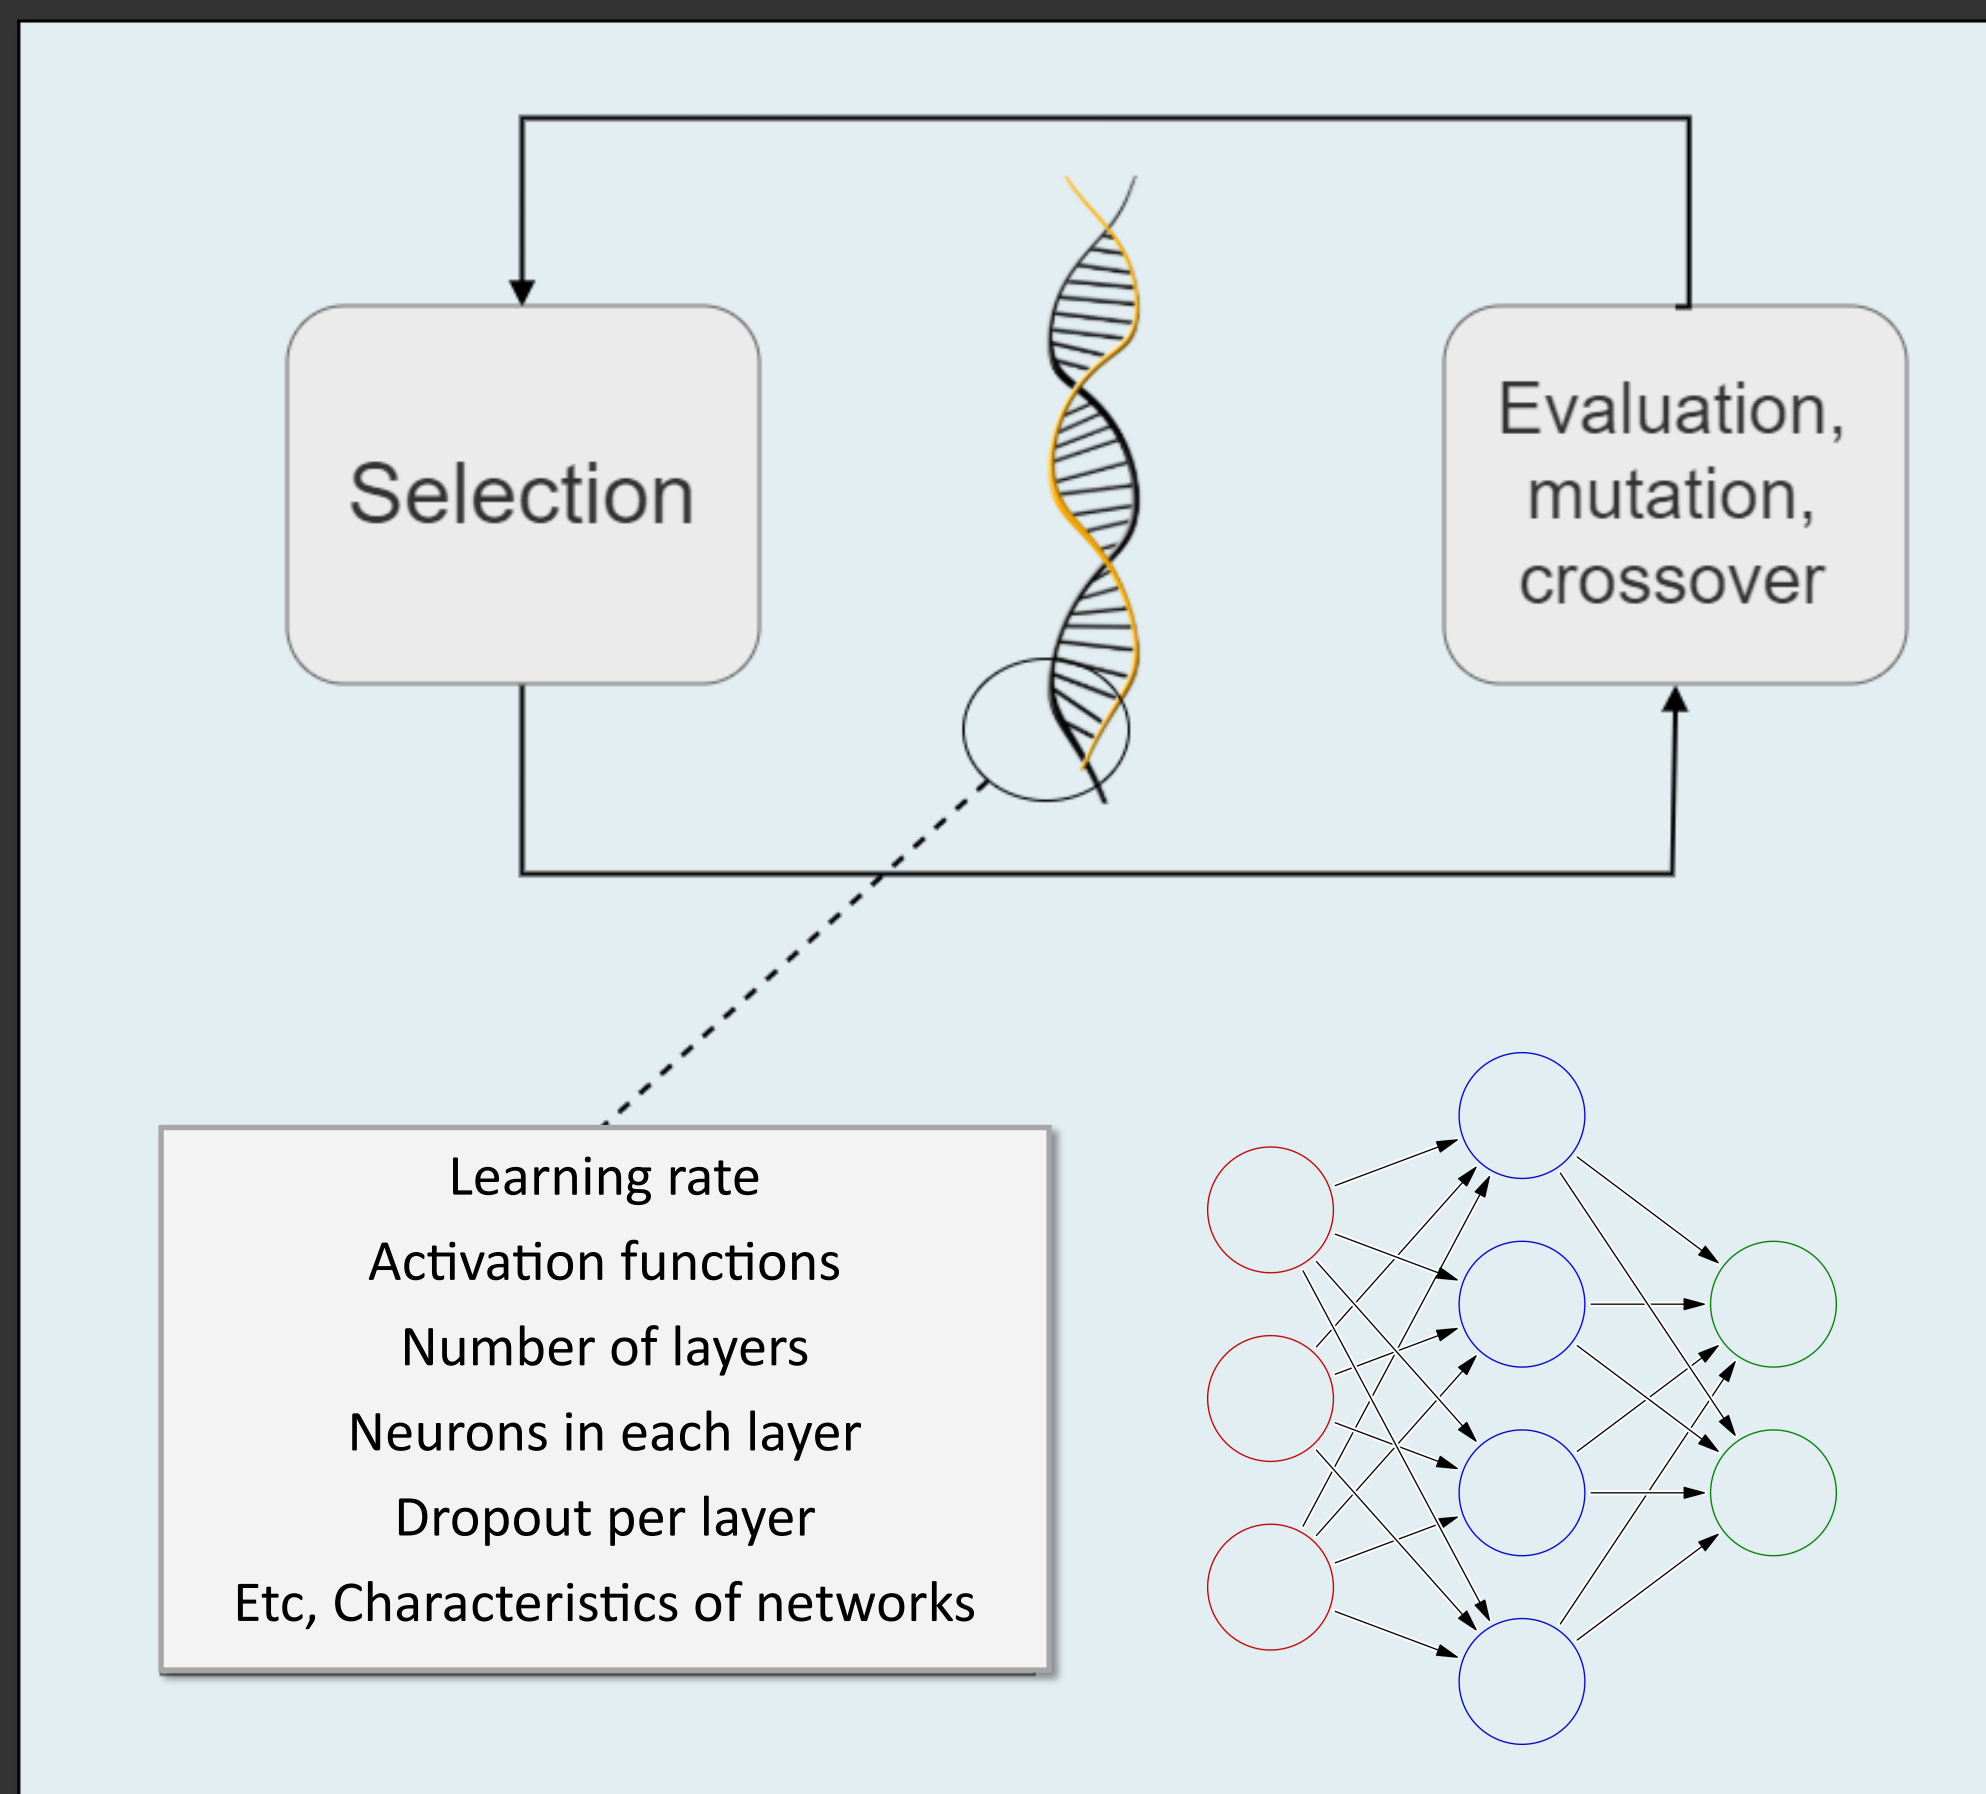 Selection
Evaluation,
mutation,
crossover
Learning rate
Activation functions
Number of layers
Neurons in each layer
Dropout per layer
Etc, Characteristics of networks